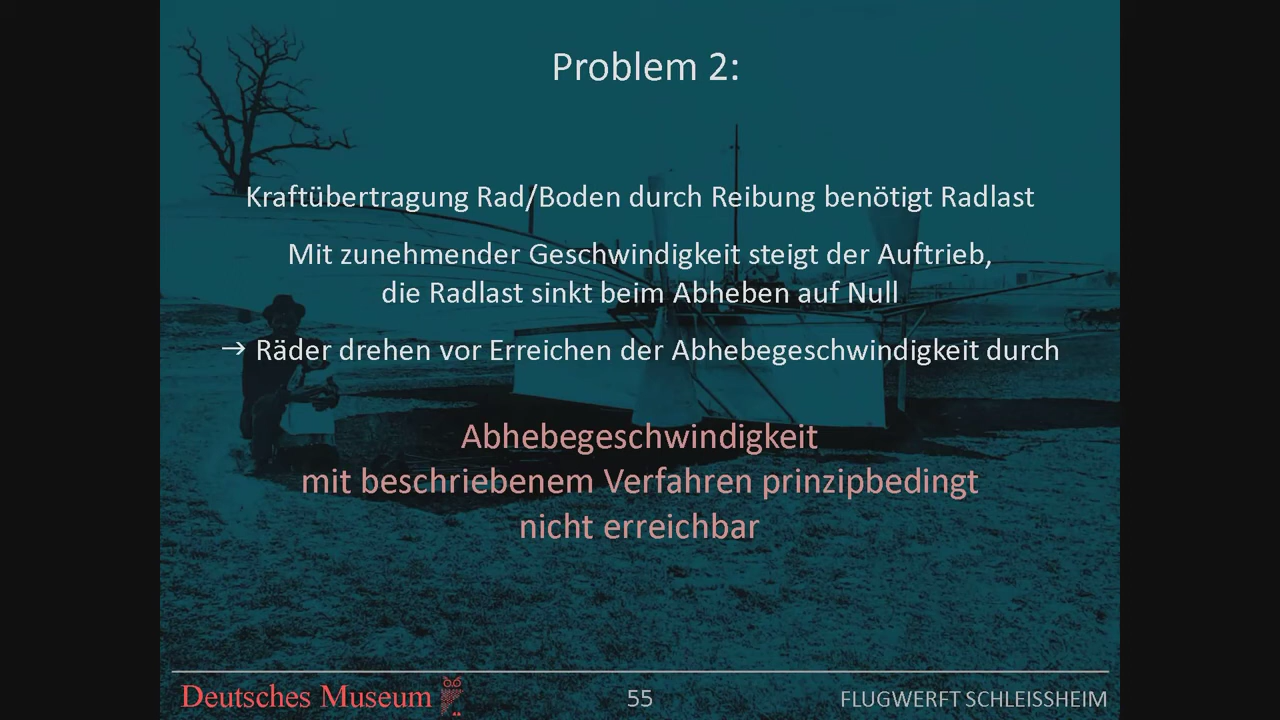 Problem 2:
Kraftübertragung Rad/Boden durch Reibung benötigt Radlast
Mit zunehmender Geschwindigkeit steigt der Auftrieb,
die Radlast sinkt beim Abheben auf Null
→ Räder drehen vor Erreichen der Abhebegeschwindigkeit durch
Abhebegeschwindigkeit
mit beschriebenem Verfahren prinzipbedingt
nicht erreichbar
Deutsches Museum
55
FLUGWERFT SCHLEISSHEIM